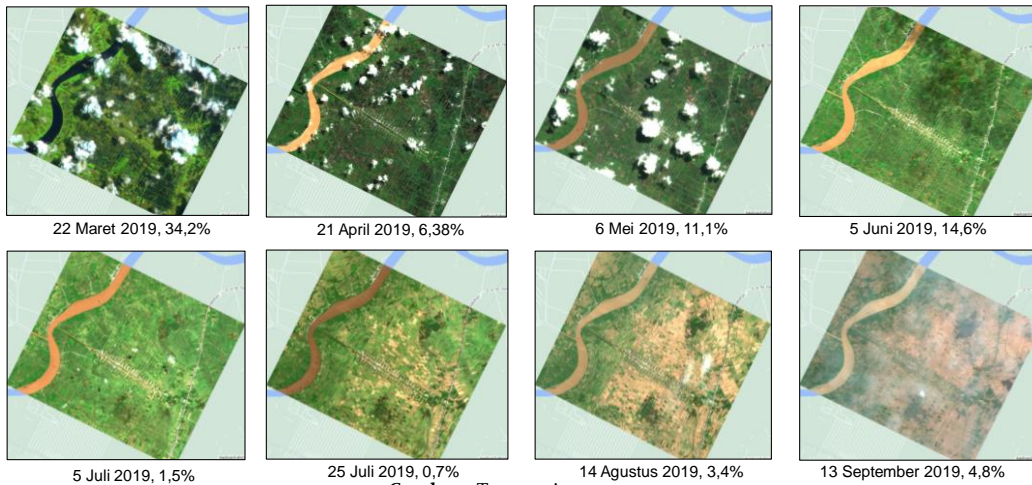 22 Maret 2019, 34,2%
21 April 2019, 6,38%
6 Mei 2019, 11,1%
5 Juni 2019, 14,6%
5 Juli 2019, 1,5%
25 Juli 2019, 0,7%
14 Agustus 2019, 3,4%
13 September 2019, 4,8%